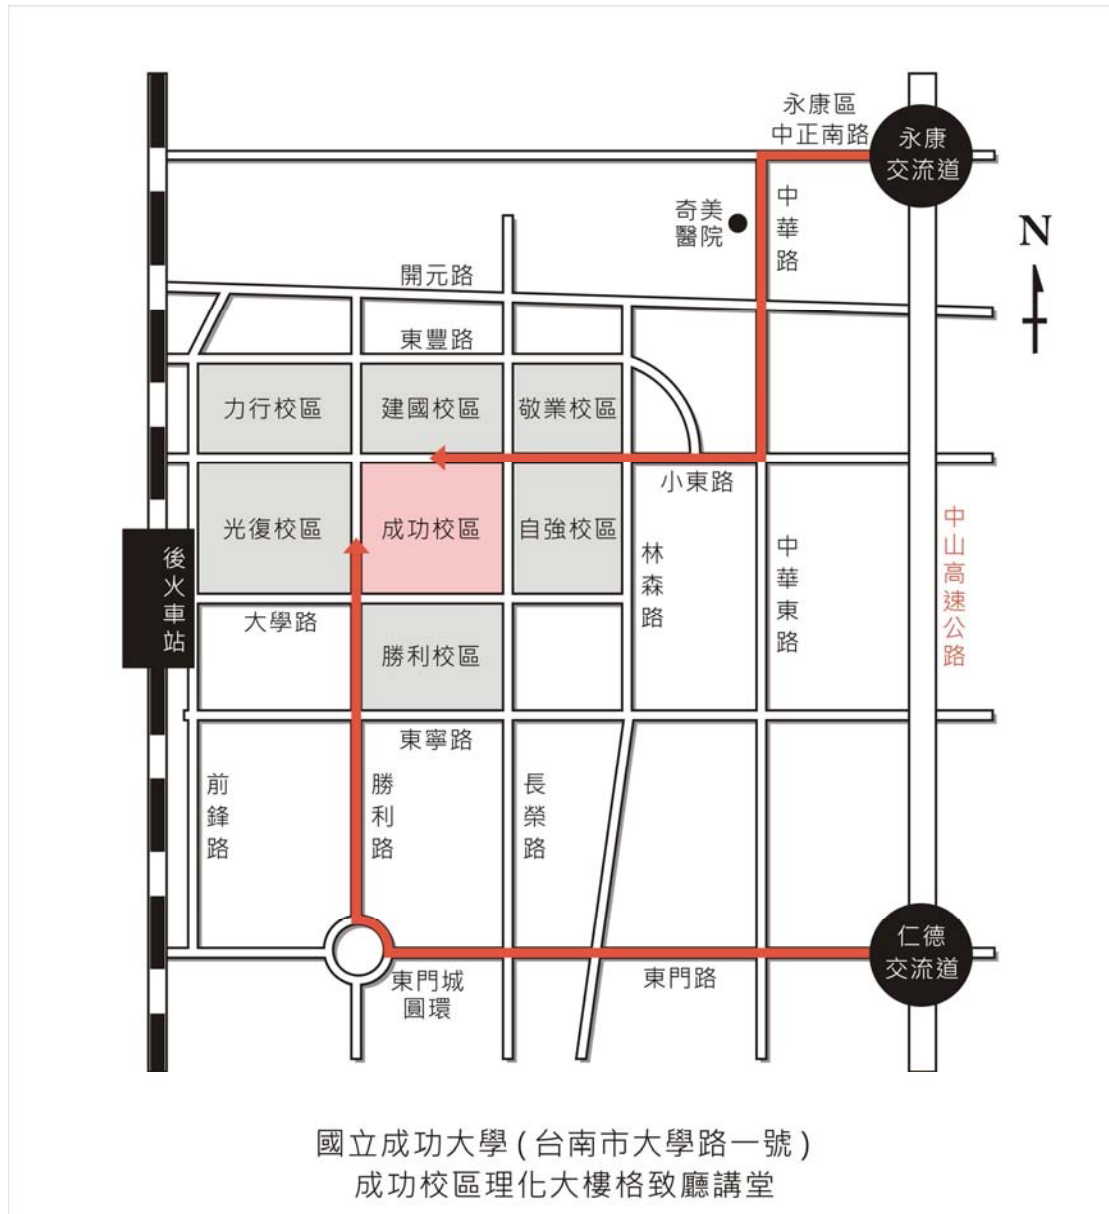 永康區
中正南路
永康
交流道
中華路
奇美
醫院
N
開元路
東豐路
力行校區
建國校區
敬業校區
小東路
光復校區
成功校區
自強校區
後火車站
林森路
中華東路
中山高速公路
大學路
勝利校區
東寧路
前鋒路
勝利路
長榮路
仁德
交流道
東門城
圓環
東門路
國立成功大學 ( 台南市大學路一號 )
成功校區理化大樓格致廳講堂